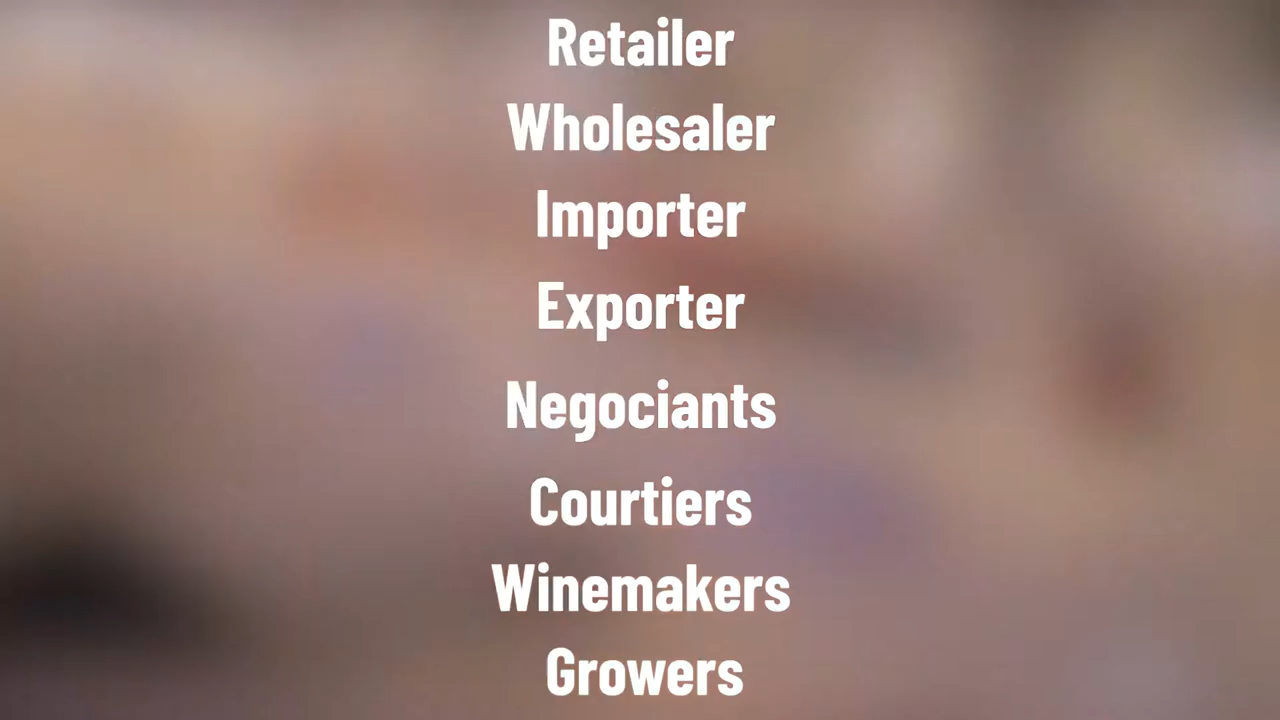 Retailer
Wholesaler
Importer
Exporter
Negociants
Courtiers
Winemakers
Growers